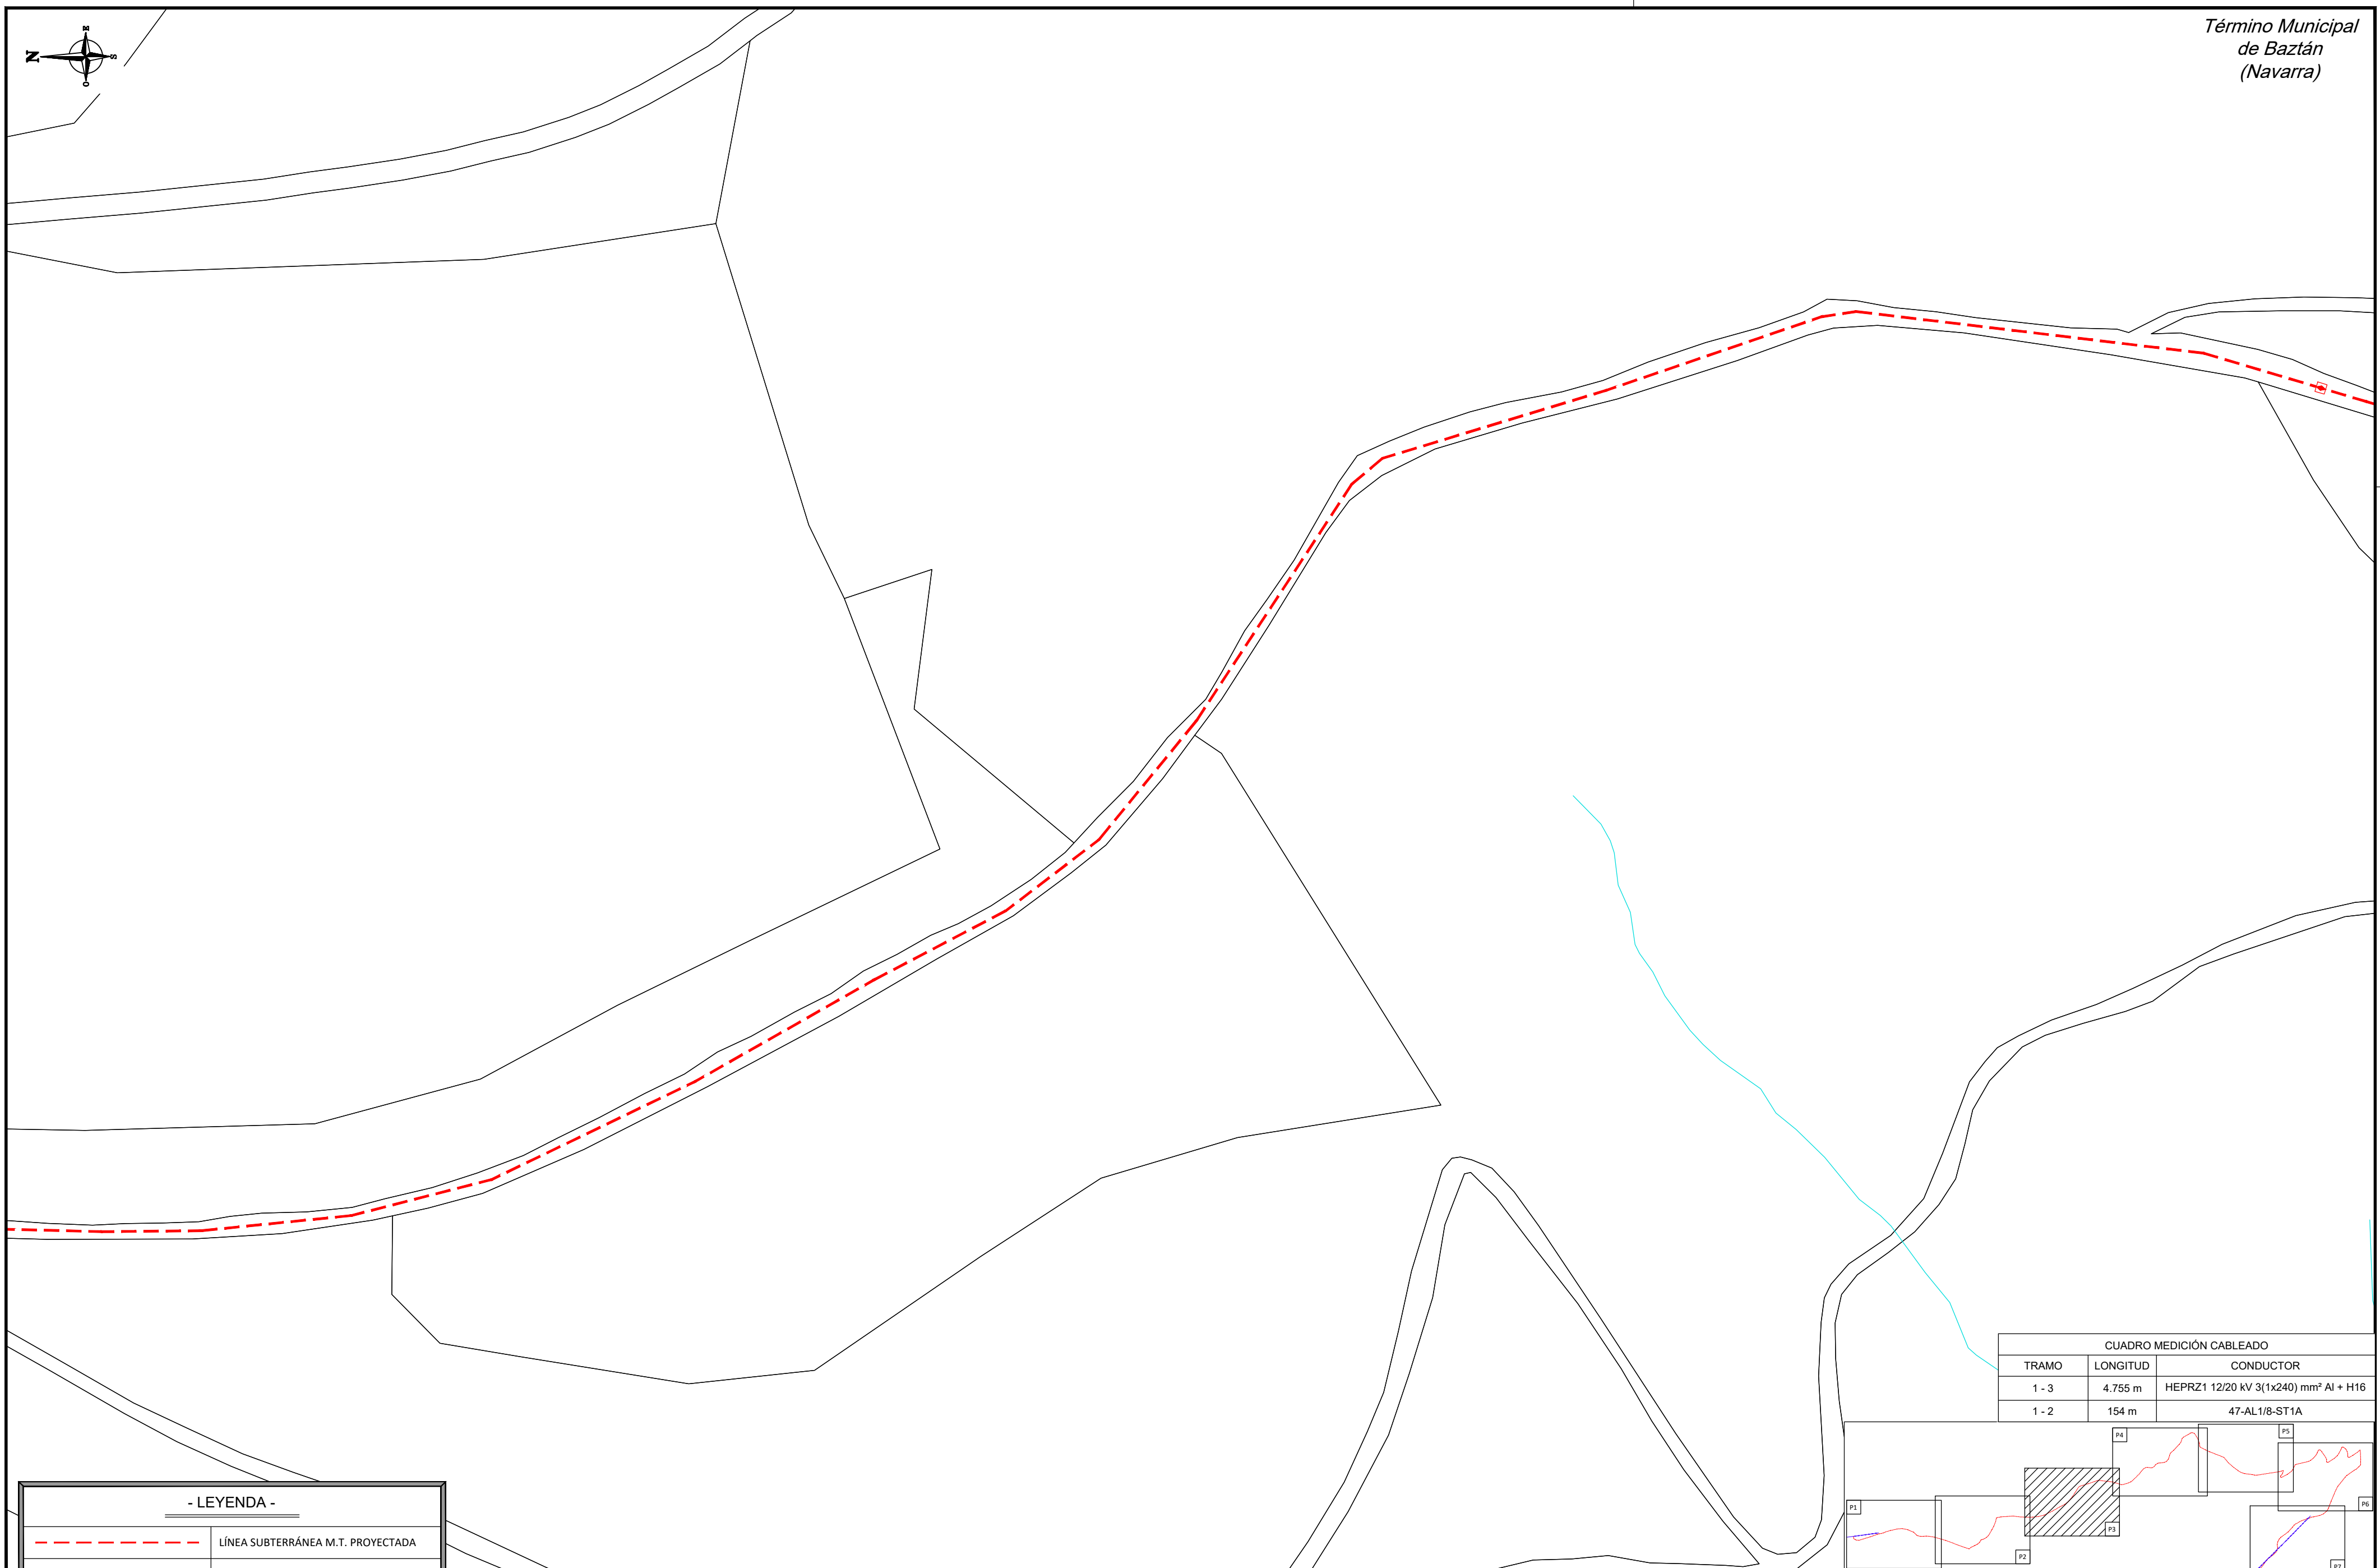 Término Municipal
de Baztán
(Navarra)
N
E
S
O
CUADRO MEDICIÓN CABLEADO
TRAMO LONGITUD CONDUCTOR
1 - 3 4.755 m HEPRZ1 12/20 kV 3(1x240) mm² Al + H16
1 - 2 154 m 47-AL1/8-ST1A
P4
P5
P1
P6
P3
P2
P7
- LEYENDA -
LÍNEA SUBTERRÁNEA M.T. PROYECTADA